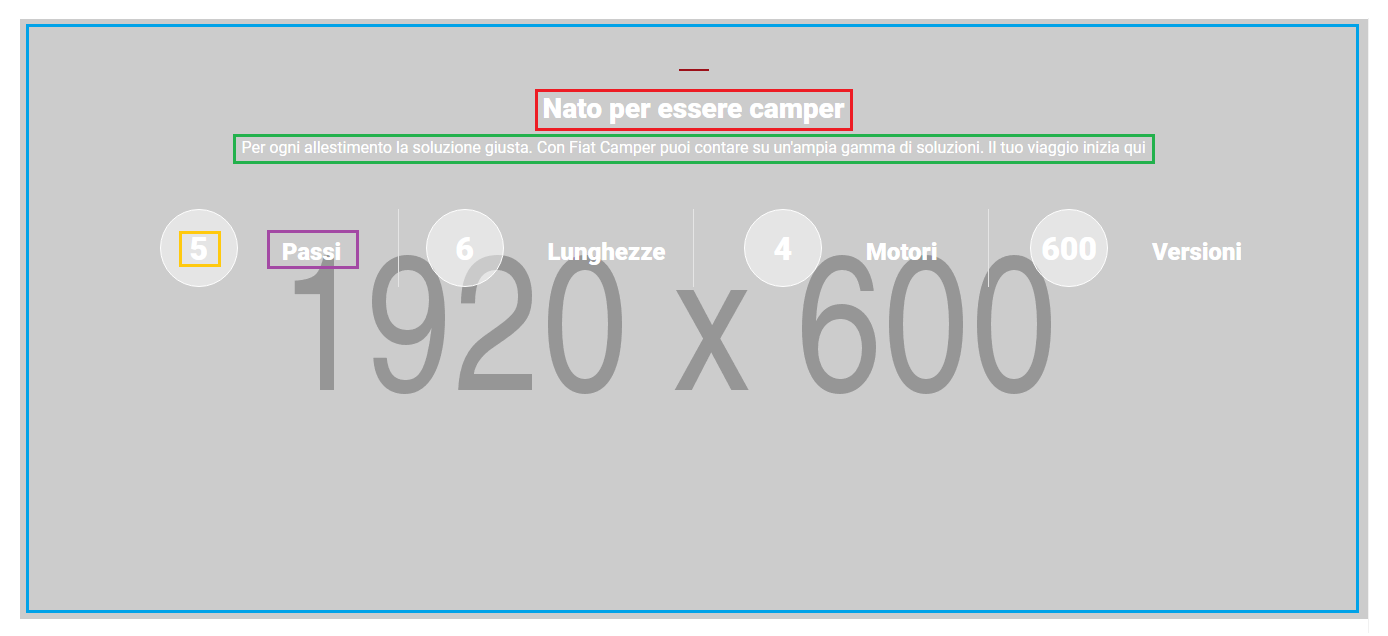 Nato per essere camper
Per ogni allestimento la soluzione giusta. Con Fiat Camper puoi contare su un'ampia gamma di soluzioni. Il tuo viaggio inizia qui
5 Passi 6 Lunghezze 4 Motori 600 Versioni
1920 x 600